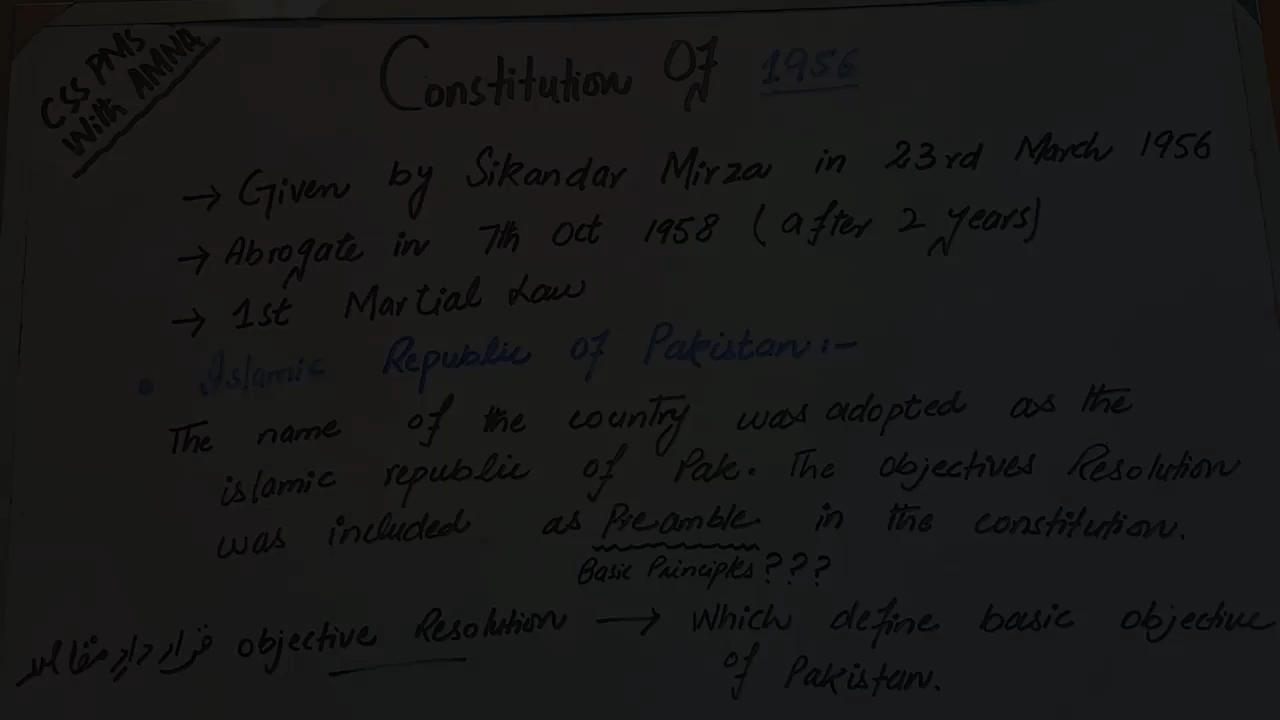 CSS PMS
With AMNA
Constitution Of 1956
→ Given by Sikandar Mirza in 23rd March 1956
→ Abrogate in 7th Oct 1958 (after 2 years)
→ 1st Martial Law
• Islamic Republic Of Pakistan:-
The name of the country was adopted as the
islamic republic of Pak. The objectives Resolution
was included as Preamble in the constitution.
Basic Principles???
قرار داد مقاصد objective Resolution → Which define basic objective
of Pakistan.